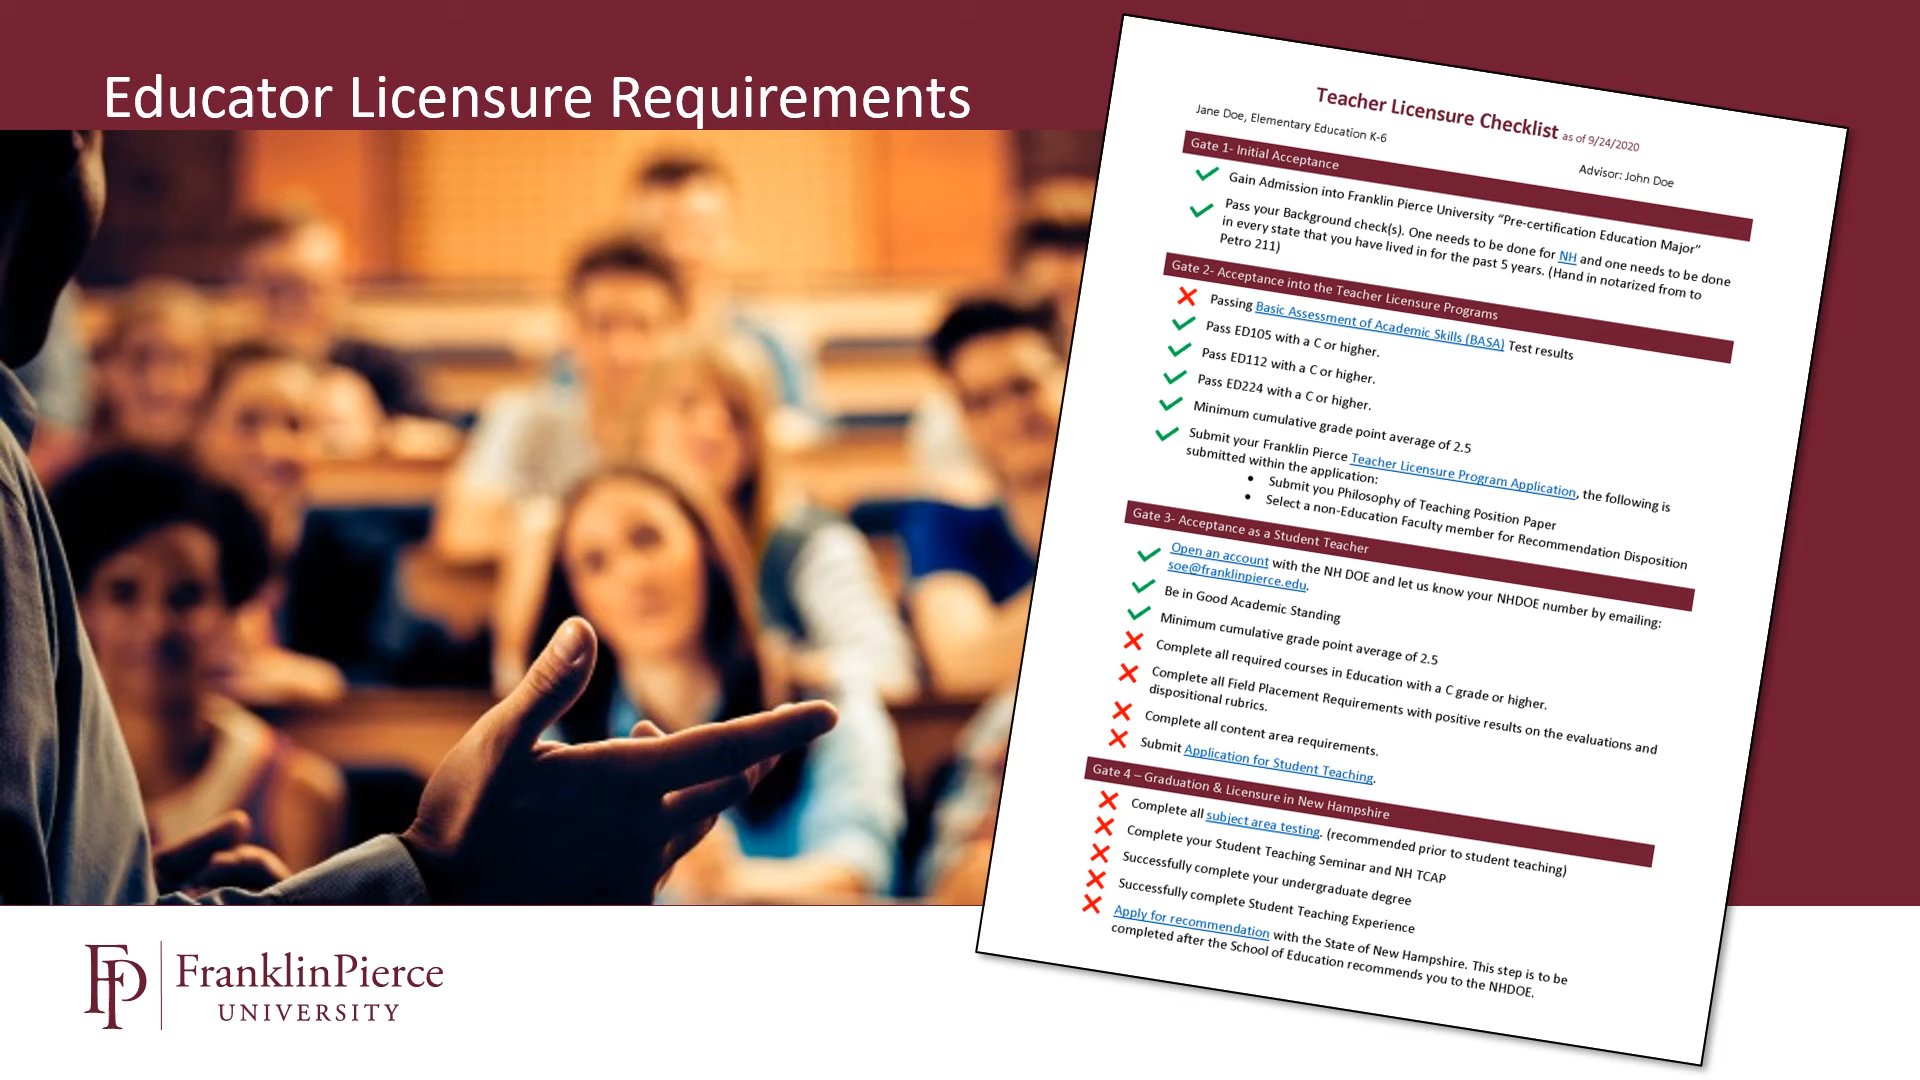 Educator Licensure Requirements
Teacher Licensure Checklist as of 9/24/2020
Jane Doe, Elementary Education K-6
Advisor: John Doe
Gate 1- Initial Acceptance
Gain Admission into Franklin Pierce University “Pre-certification Education Major”
Pass your Background check(s). One needs to be done for NH and one needs to be done
in every state that you have lived in for the past 5 years. (Hand in notarized from to
Petro 211)
Gate 2- Acceptance into the Teacher Licensure Programs
Passing Basic Assessment of Academic Skills (BASA) Test results
Pass ED105 with a C or higher.
Pass ED112 with a C or higher.
Pass ED224 with a C or higher.
Minimum cumulative grade point average of 2.5
Submit your Franklin Pierce Teacher Licensure Program Application, the following is
submitted within the application:
• Submit you Philosophy of Teaching Position Paper
• Select a non-Education Faculty member for Recommendation Disposition
Gate 3- Acceptance as a Student Teacher
Open an account with the NH DOE and let us know your NHDOE number by emailing:
soe@franklinpierce.edu.
Be in Good Academic Standing
Minimum cumulative grade point average of 2.5
Complete all required courses in Education with a C grade or higher.
Complete all Field Placement Requirements with positive results on the evaluations and
dispositional rubrics.
Complete all content area requirements.
Submit Application for Student Teaching.
Gate 4 – Graduation & Licensure in New Hampshire
Complete all subject area testing. (recommended prior to student teaching)
Complete your Student Teaching Seminar and NH TCAP
Successfully complete your undergraduate degree
Successfully complete Student Teaching Experience
Apply for recommendation with the State of New Hampshire. This step is to be
completed after the School of Education recommends you to the NHDOE.
FP
FranklinPierce
UNIVERSITY